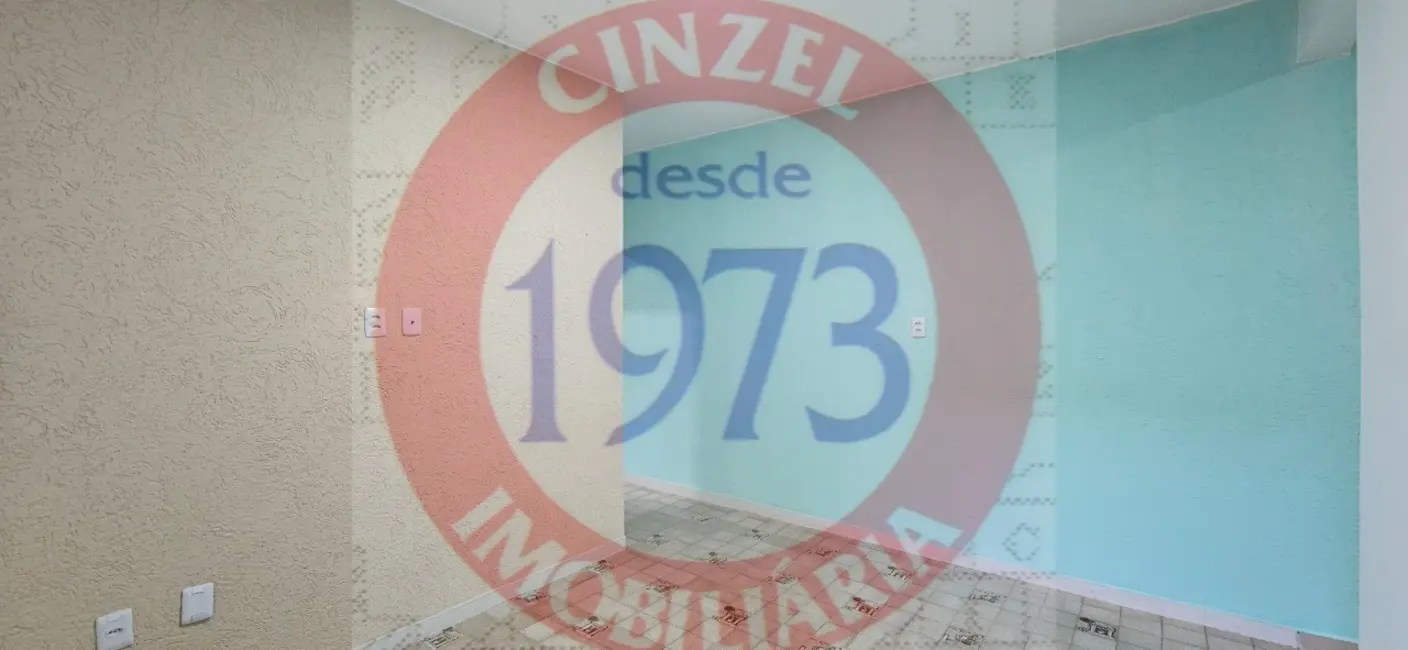 CINZEL
desde
1973
IMOBILIÁRIA